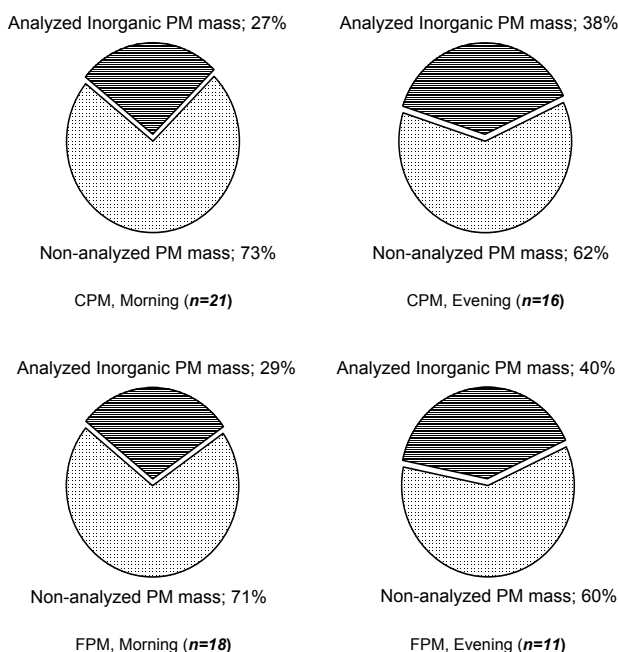 Analyzed Inorganic PM mass; 27%
Analyzed Inorganic PM mass; 38%
Non-analyzed PM mass; 73%
Non-analyzed PM mass; 62%
CPM, Morning (n=21)
CPM, Evening (n=16)
Analyzed Inorganic PM mass; 29%
Analyzed Inorganic PM mass; 40%
Non-analyzed PM mass; 71%
Non-analyzed PM mass; 60%
FPM, Morning (n=18)
FPM, Evening (n=11)